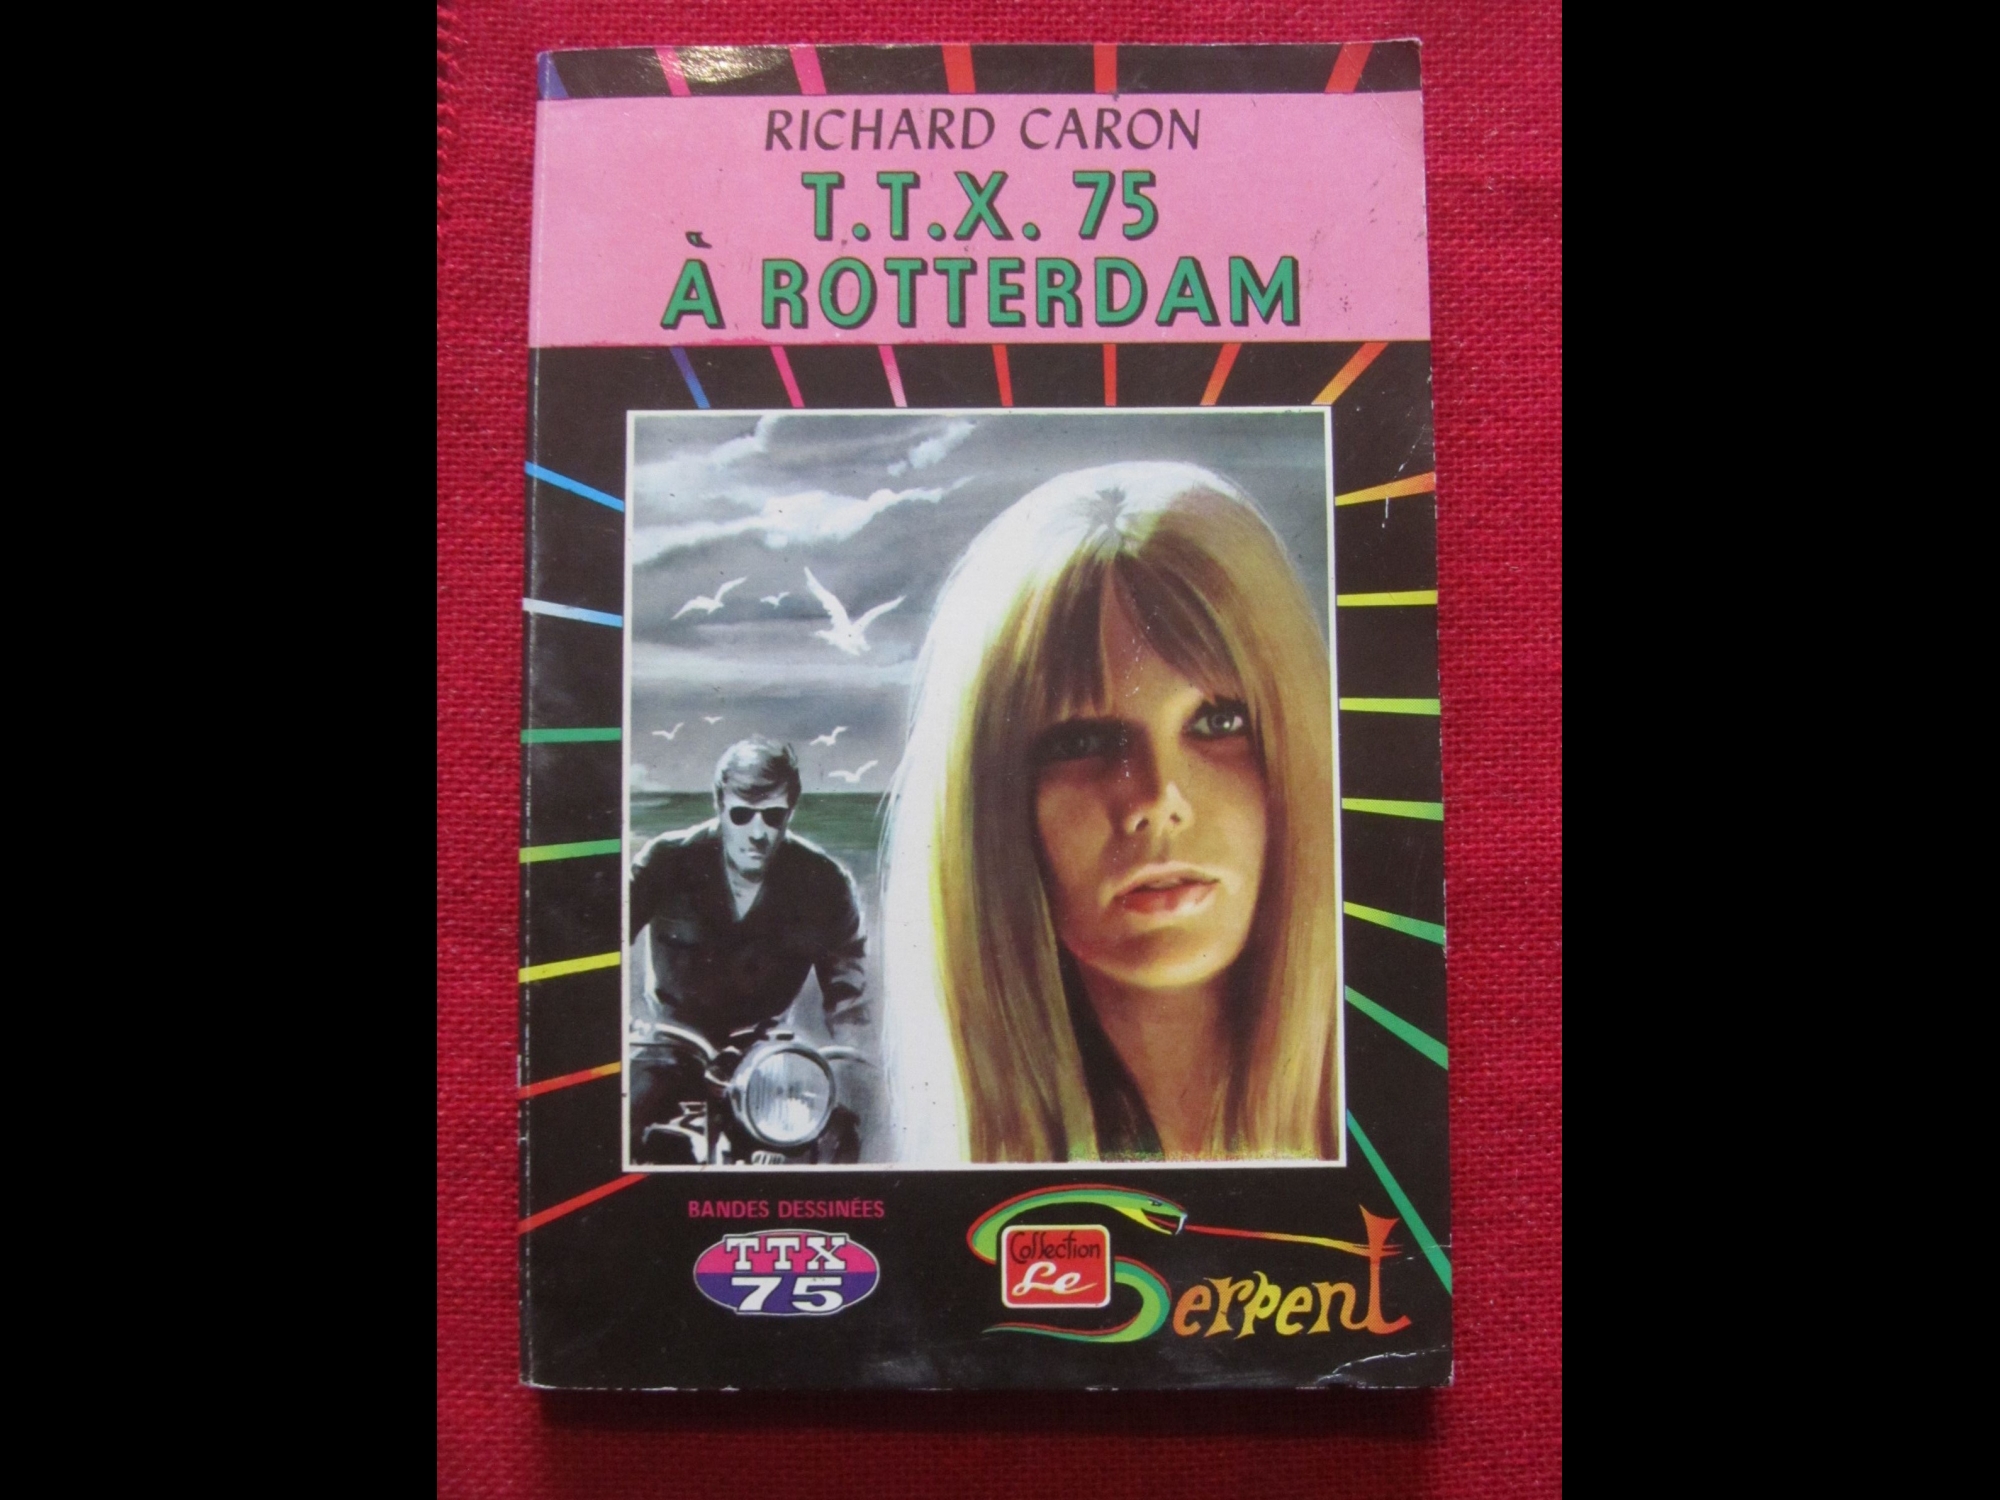 RICHARD CARON
T.T.X. 75
À ROTTERDAM
BANDES DESSINÉES
TTX
75
Collection
Le
Serpent